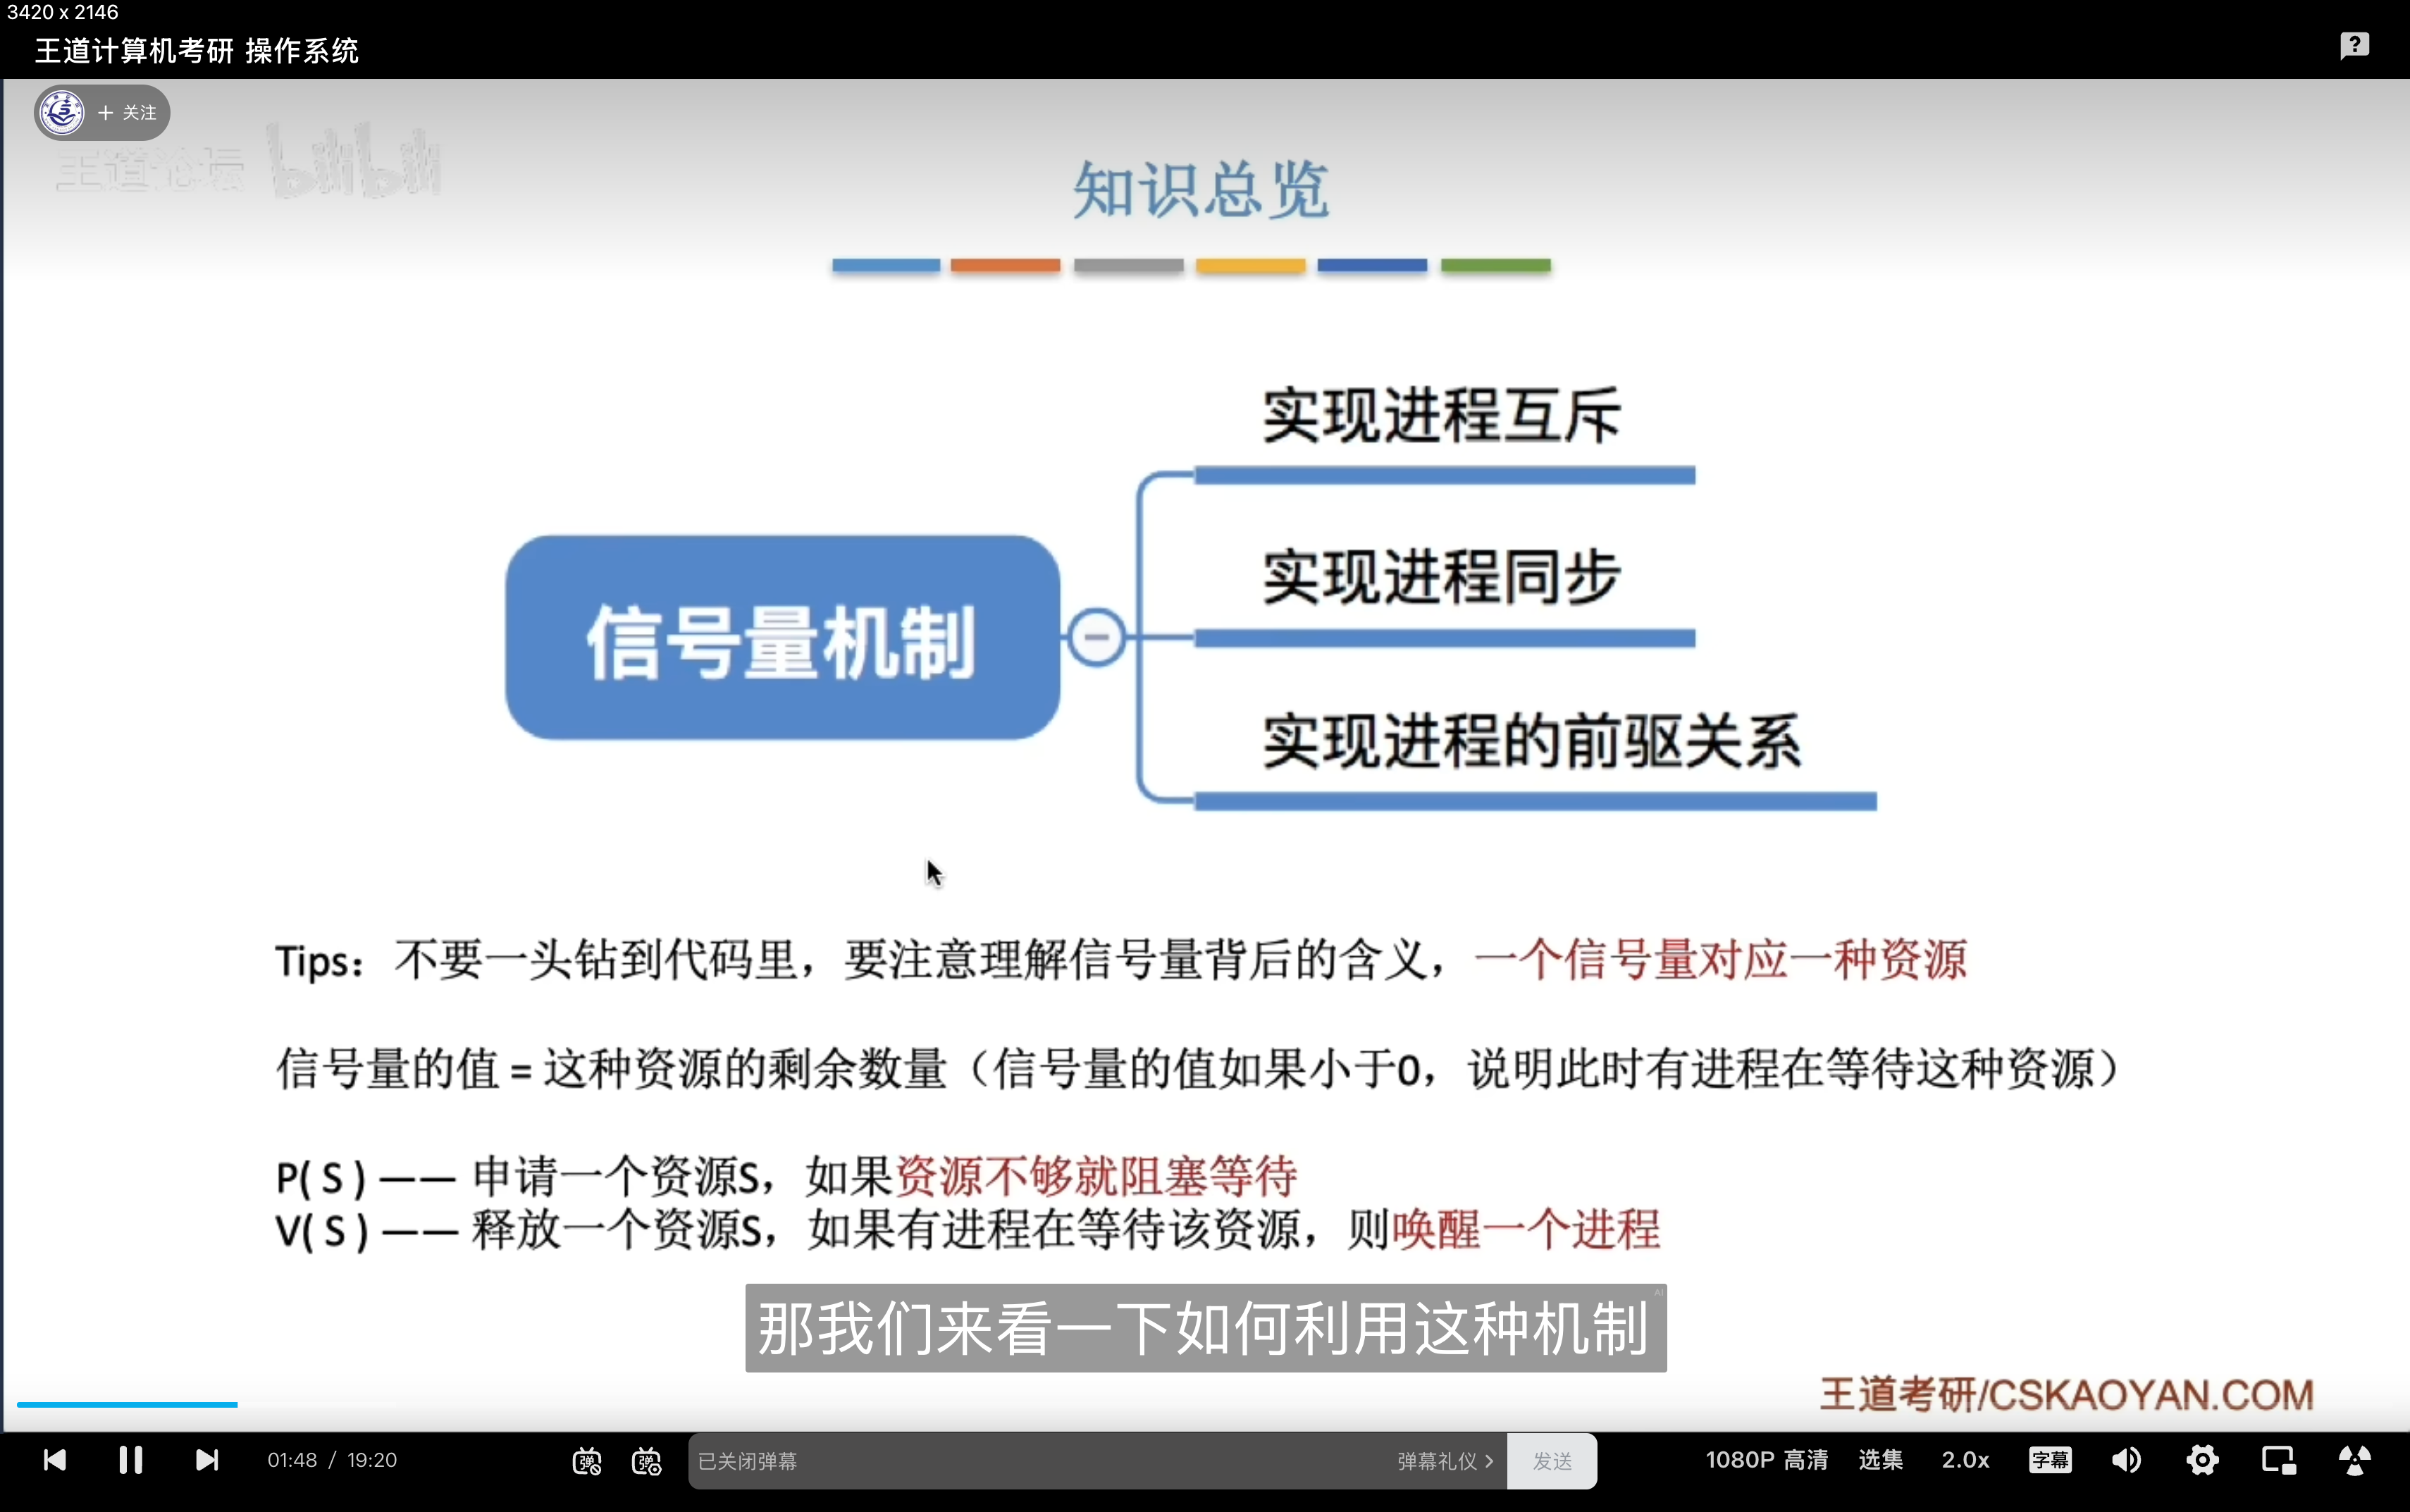 3420 x 2146
王道计算机考研 操作系统
+ 关注
王道论坛 bilibili
知识总览
实现进程互斥
信号量机制
实现进程同步
实现进程的前驱关系
Tips：不要一头钻到代码里，要注意理解信号量背后的含义，一个信号量对应一种资源
信号量的值 = 这种资源的剩余数量（信号量的值如果小于0，说明此时有进程在等待这种资源）
P( S ) —— 申请一个资源S，如果资源不够就阻塞等待
V( S ) —— 释放一个资源S，如果有进程在等待该资源，则唤醒一个进程
AI
那我们来看一下如何利用这种机制
王道考研/CSKAOYAN.COM
01:48 / 19:20 弹 弹 已关闭弹幕 弹幕礼仪 > 发送 1080P 高清 选集 2.0x 字幕